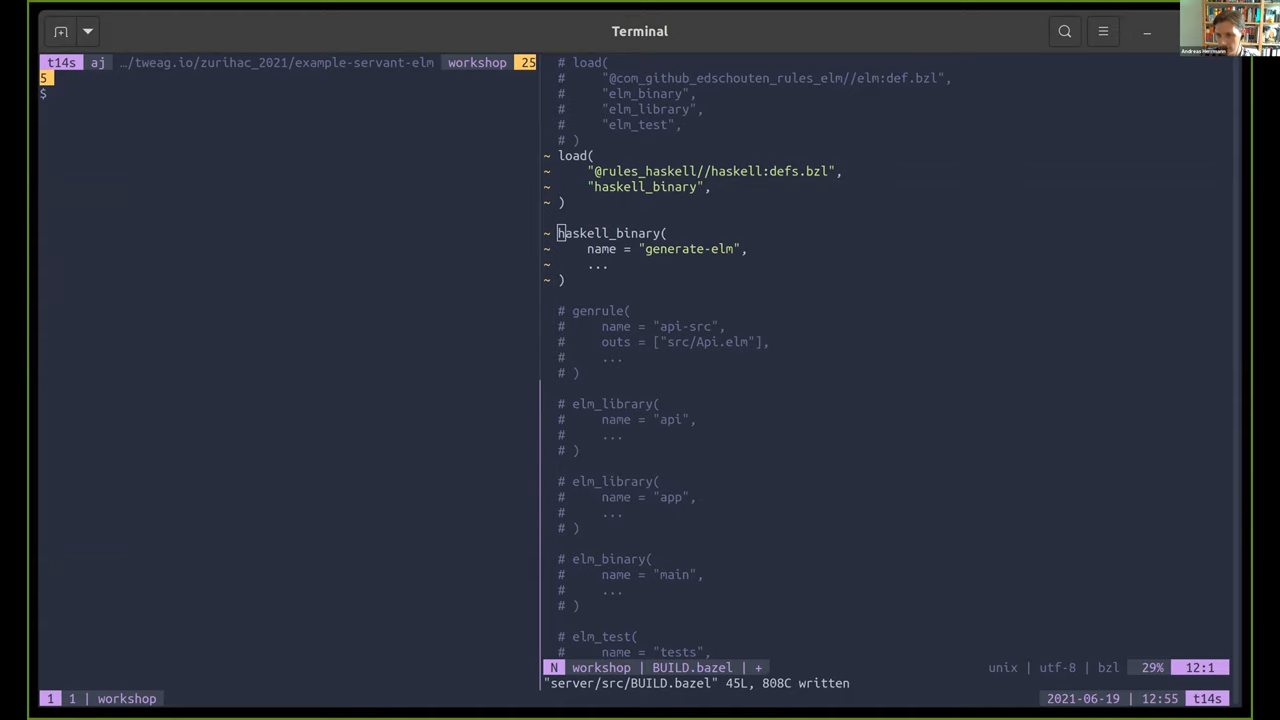 Terminal
Andreas Herrmann
t14s aj …/tweag.io/zurihac_2021/example-servant-elm workshop 25
5
$
# load(
#     "@com_github_edschouten_rules_elm//elm:def.bzl",
#     "elm_binary",
#     "elm_library",
#     "elm_test",
# )
~ load(
~     "@rules_haskell//haskell:defs.bzl",
~     "haskell_binary",
~ )
~ haskell_binary(
~     name = "generate-elm",
~     ...
~ )
# genrule(
#     name = "api-src",
#     outs = ["src/Api.elm"],
#     ...
# )
# elm_library(
#     name = "api",
#     ...
# )
# elm_library(
#     name = "app",
#     ...
# )
# elm_binary(
#     name = "main",
#     ...
# )
# elm_test(
#     name = "tests",
N workshop | BUILD.bazel | + unix | utf-8 | bzl 29% 12:1
"server/src/BUILD.bazel" 45L, 808C written
1 1 | workshop 2021-06-19 | 12:55 t14s